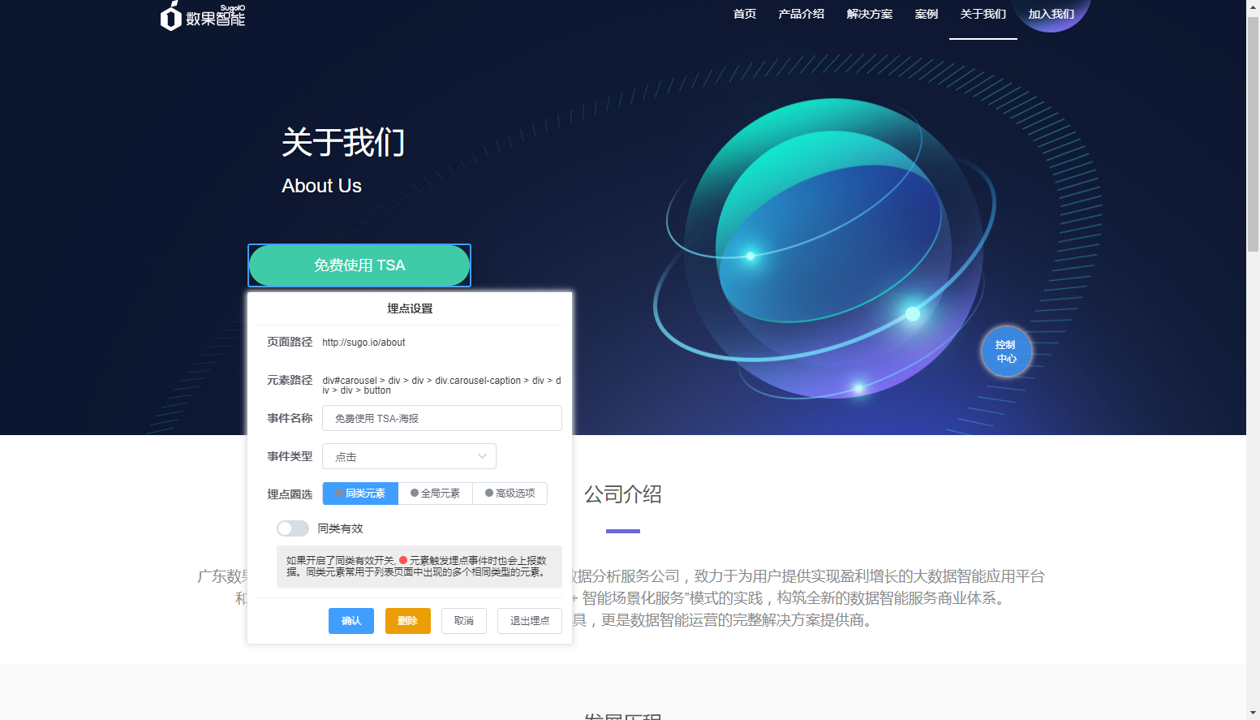 SugoIO
数果智能
首页 产品介绍 解决方案 案例 关于我们 加入我们
关于我们
About Us
免费使用 TSA
埋点设置
页面路径 http://sugo.io/about
元素路径 div#carousel > div > div > div.carousel-caption > div > d
iv > div > button
事件名称 免费使用 TSA-海报
事件类型 点击
埋点圈选 同类元素 全局元素 高级选项
同类有效
如果开启了同类有效开关, 元素触发埋点事件时也会上报数
据。同类元素常用于列表页面中出现的多个相同类型的元素。
确认 删除 取消 退出埋点
控制
中心
公司介绍
广东数果 数据分析服务公司，致力于为用户提供实现盈利增长的大数据智能应用平台
和 + 智能场景化服务"模式的实践，构筑全新的数据智能服务商业体系。
具，更是数据智能运营的完整解决方案提供商。
发展历程